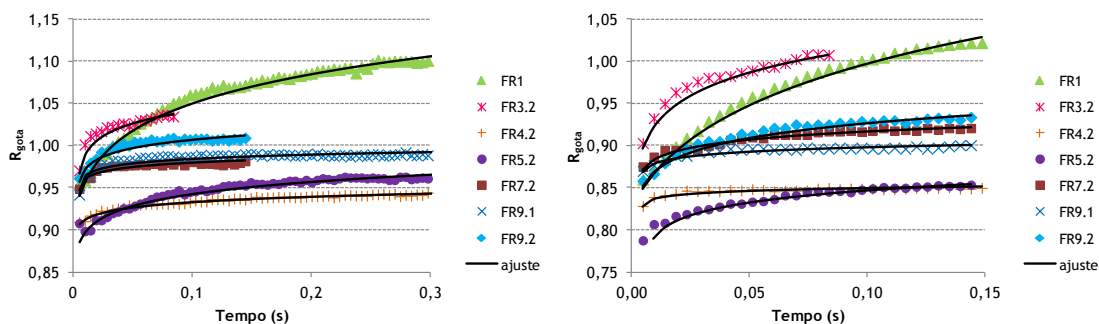 1,15
1,10
1,05
1,00
0,95
0,90
0,85
R_gota
0
0,1
0,2
0,3
Tempo (s)
FR1
FR3.2
FR4.2
FR5.2
FR7.2
FR9.1
FR9.2
ajuste
1,05
1,00
0,95
0,90
0,85
0,80
0,75
R_gota
0,00
0,05
0,10
0,15
Tempo (s)
FR1
FR3.2
FR4.2
FR5.2
FR7.2
FR9.1
FR9.2
ajuste